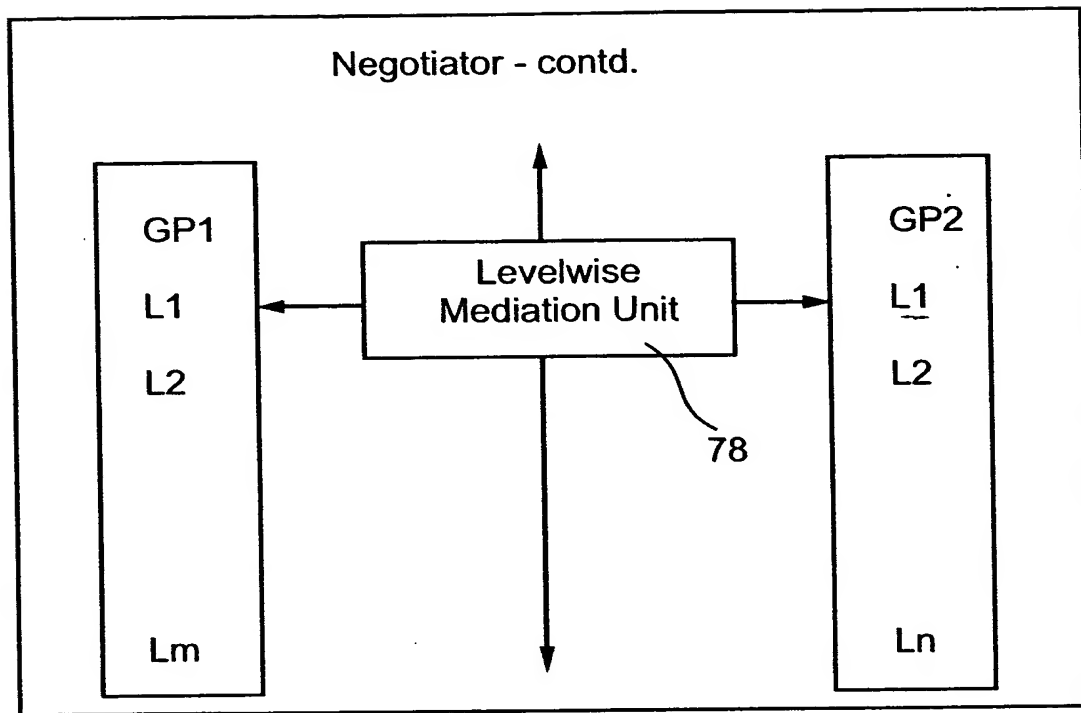 Negotiator - contd.
GP1
L1
L2
Lm
Levelwise
Mediation Unit
78
GP2
L1
L2
Ln